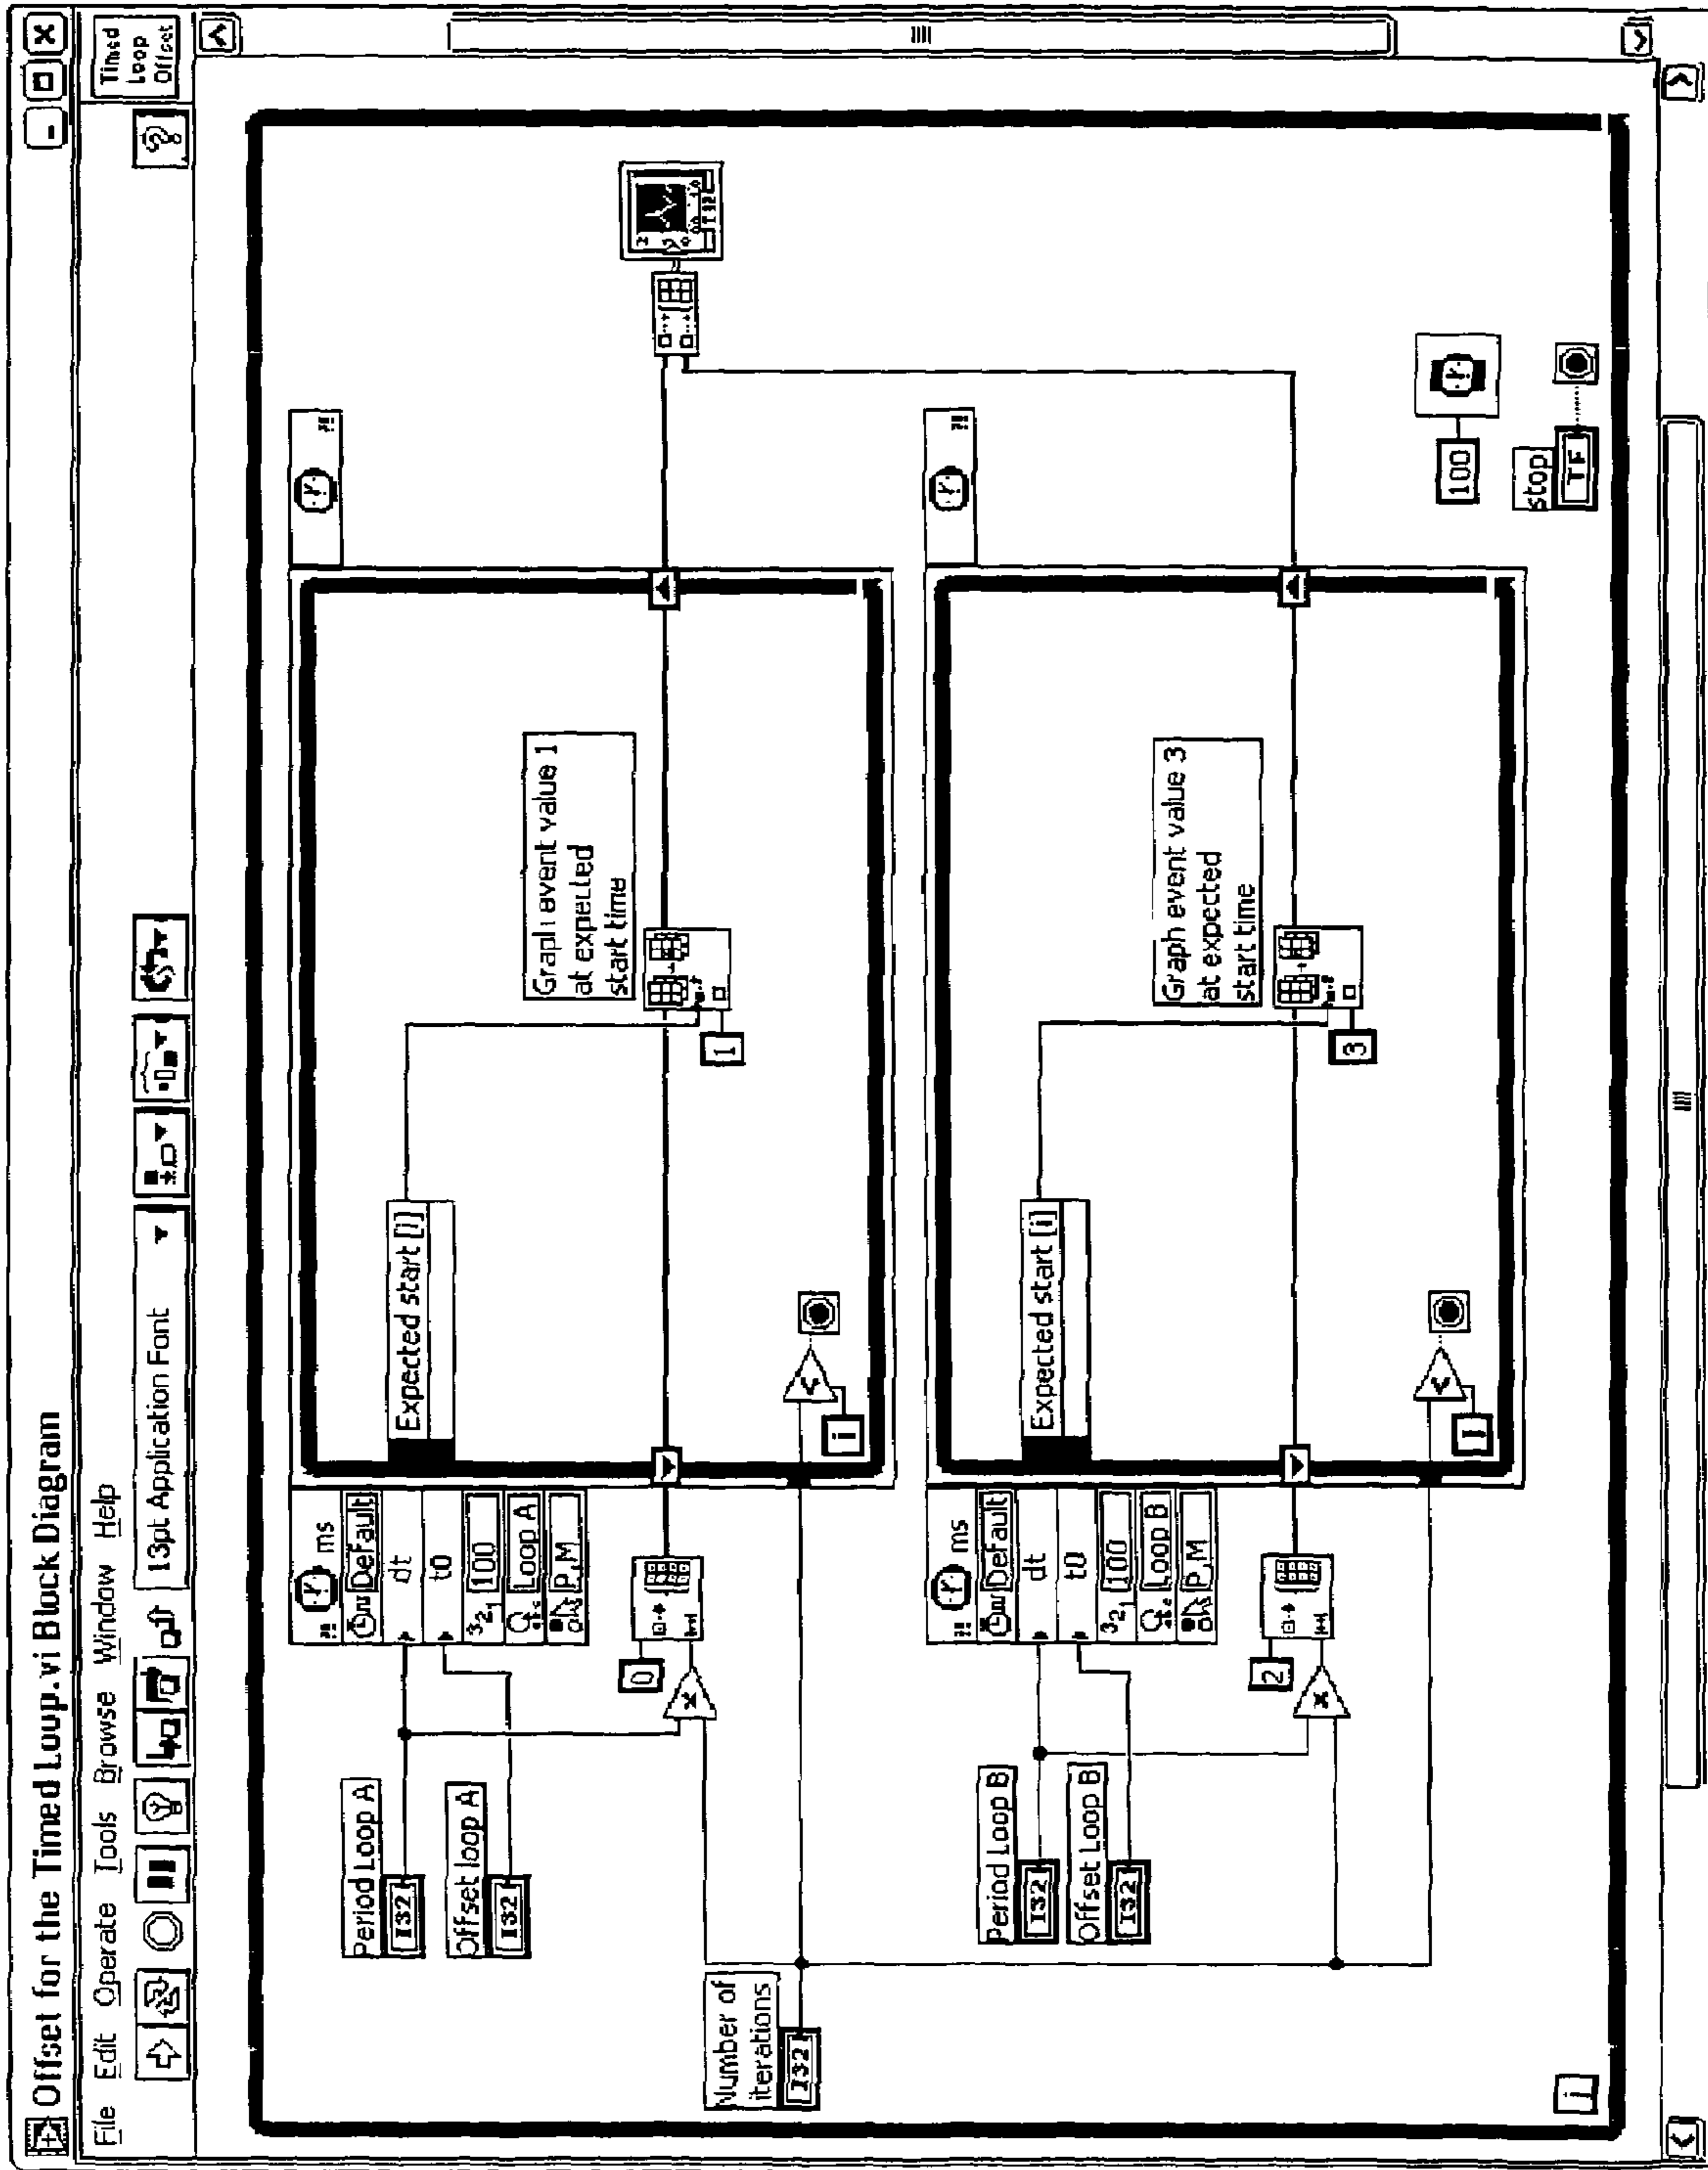 Offset for the Timed Loop.vi Block Diagram
File Edit Operate Tools Browse Window Help
13pt Application Font
?
Timed
Loop
Offset
ms
Default
dt
t0
100
Loop A
P,M
Period Loop A
I32
Offset loop A
I32
0
x
Expected start [i]
Graph event value 1
at expected
start time
1
i
Number of
iterations
I32
ms
Default
dt
t0
100
Loop B
P,M
Period Loop B
I32
Offset Loop B
I32
2
x
Expected start [i]
Graph event value 3
at expected
start time
3
i
100
stop
TF
i